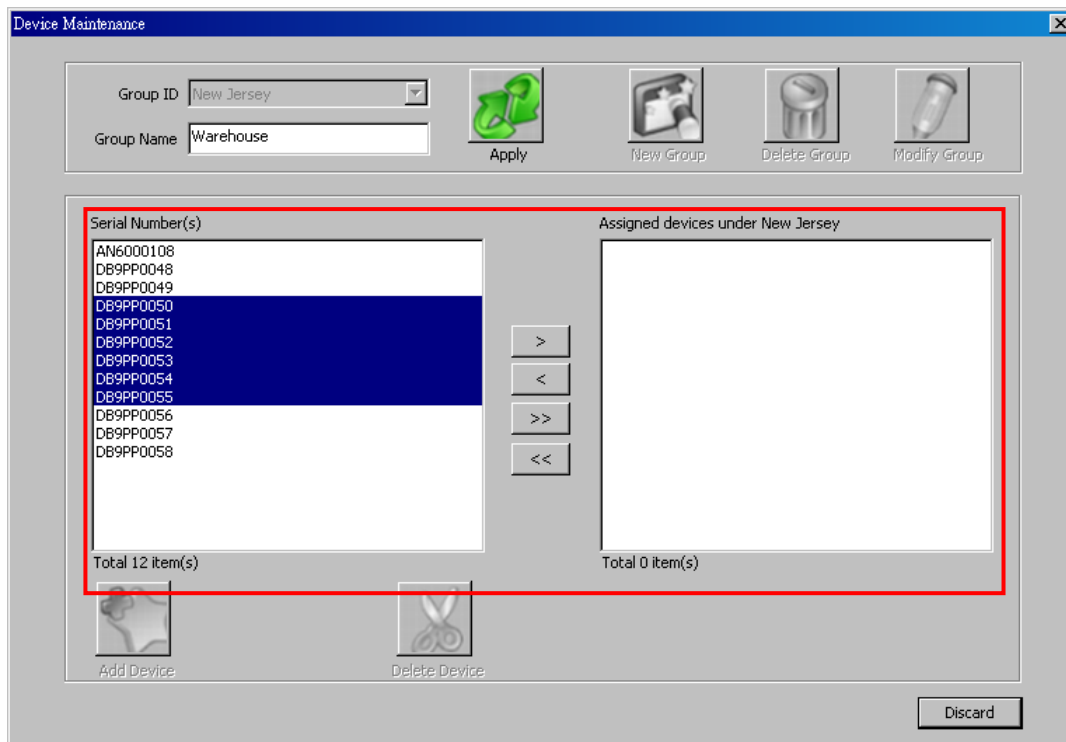 Device Maintenance
Group ID New Jersey
Group Name Warehouse
Apply
New Group
Delete Group
Modify Group
Serial Number(s)
AN6000108
DB9PP0048
DB9PP0049
DB9PP0050
DB9PP0051
DB9PP0052
DB9PP0053
DB9PP0054
DB9PP0055
DB9PP0056
DB9PP0057
DB9PP0058
Total 12 item(s)
>
<
>>
<<
Assigned devices under New Jersey
Total 0 item(s)
Add Device
Delete Device
Discard